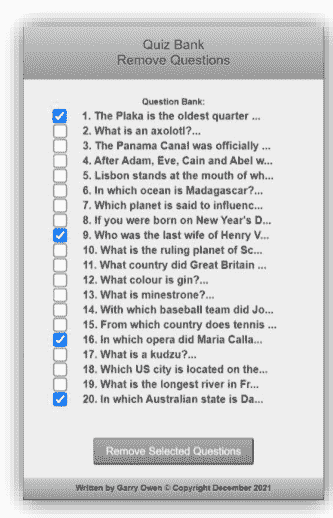 Quiz Bank
Remove Questions
Question Bank:
1. The Plaka is the oldest quarter ...
2. What is an axolotl?...
3. The Panama Canal was officially ...
4. After Adam, Eve, Cain and Abel w...
5. Lisbon stands at the mouth of wh...
6. In which ocean is Madagascar?...
7. Which planet is said to influenc...
8. If you were born on New Year's D...
9. Who was the last wife of Henry V...
10. What is the ruling planet of Sc...
11. What country did Great Britain ...
12. What colour is gin?...
13. What is minestrone?...
14. With which baseball team did Jo...
15. From which country does tennis ...
16. In which opera did Maria Calla...
17. What is a kudzu?...
18. Which US city is located on the...
19. What is the longest river in Fr...
20. In which Australian state is Da...
Remove Selected Questions
Written by Garry Owen © Copyright December 2021